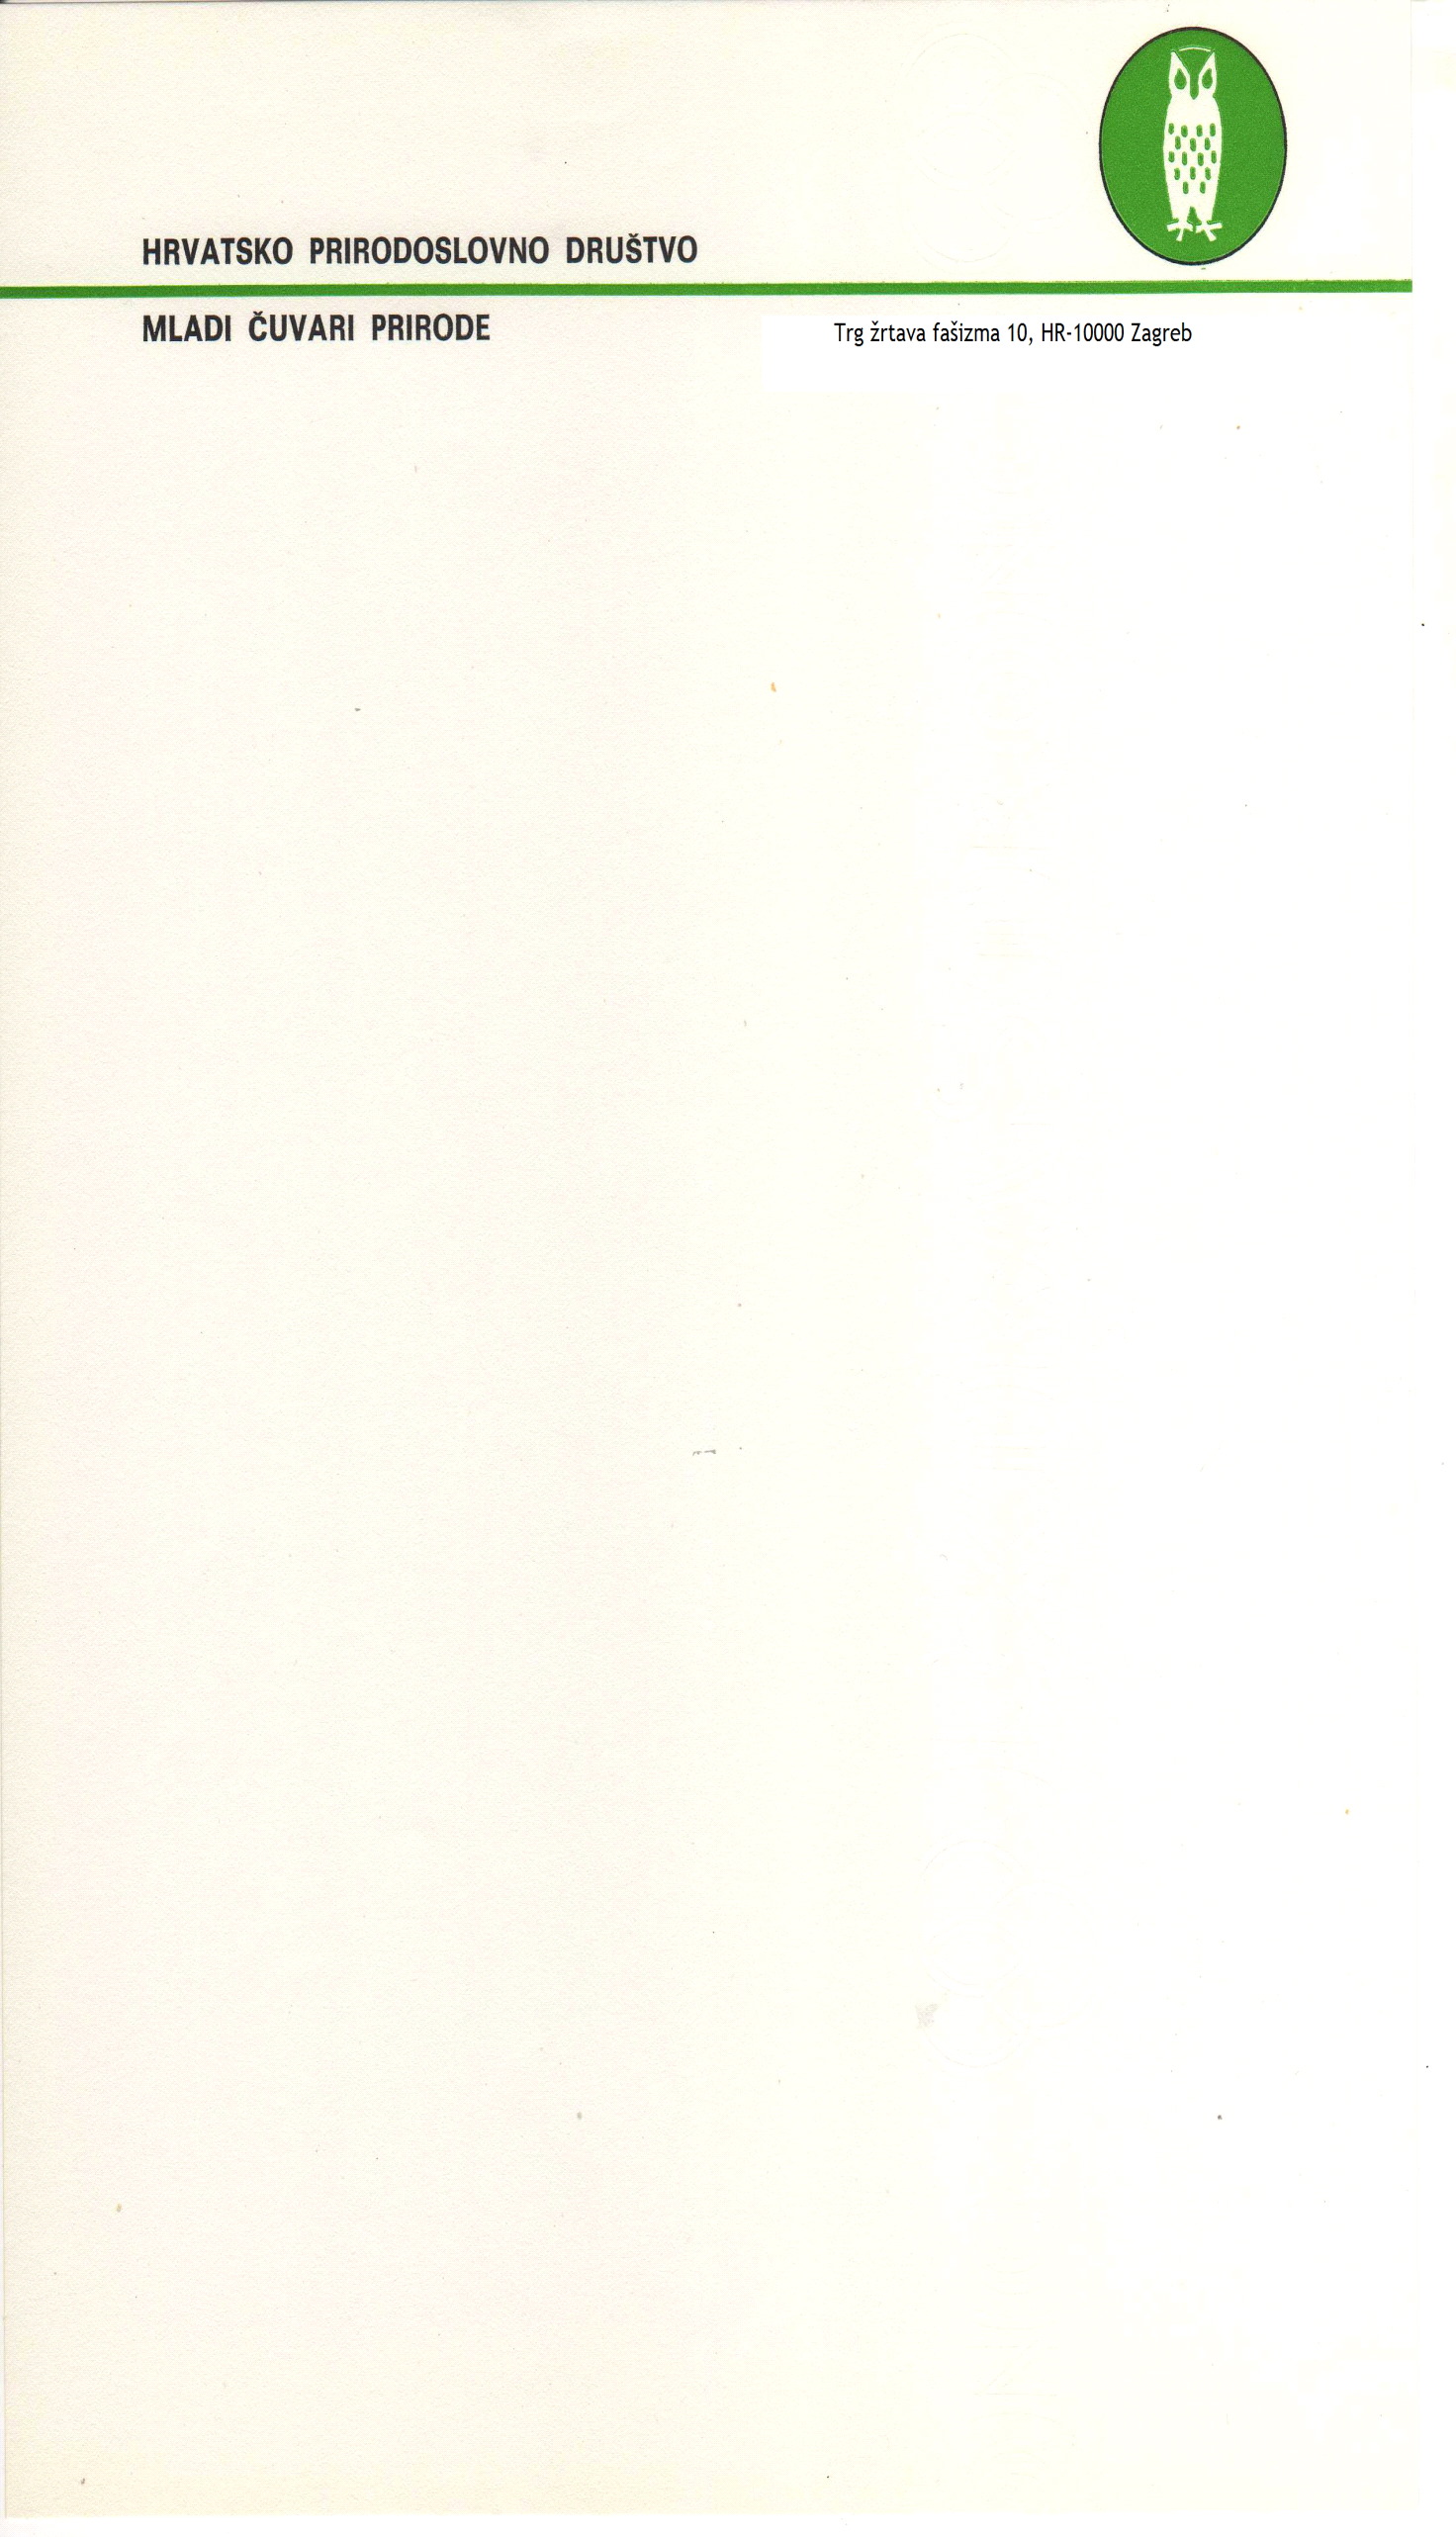 HRVATSKO PRIRODOSLOVNO DRUŠTVO
MLADI ČUVARI PRIRODE
Trg žrtava fašizma 10, HR-10000 Zagreb